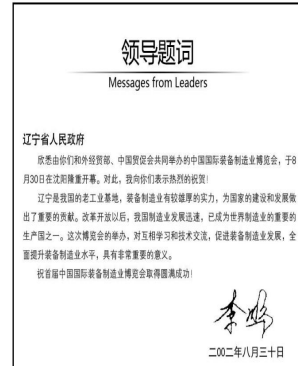 领导题词
Messages from Leaders
辽宁省人民政府
欣悉由你们和外经贸部、中国贸促会共同举办的中国国际装备制造业博览会，于8
月30日在沈阳隆重开幕。对此，我向你们表示热烈的祝贺！
辽宁是我国的老工业基地，装备制造业有较雄厚的实力，为国家的建设和发展做
出了重要的贡献。改革开放以后，我国制造业发展迅速，已成为世界制造业的重要的
生产国之一。这次博览会的举办，对互相学习和技术交流，促进装备制造业发展，全
面提升装备制造业水平，具有非常重要的意义。
祝首届中国国际装备制造业博览会取得圆满成功！
李鹏
二00二年八月三十日